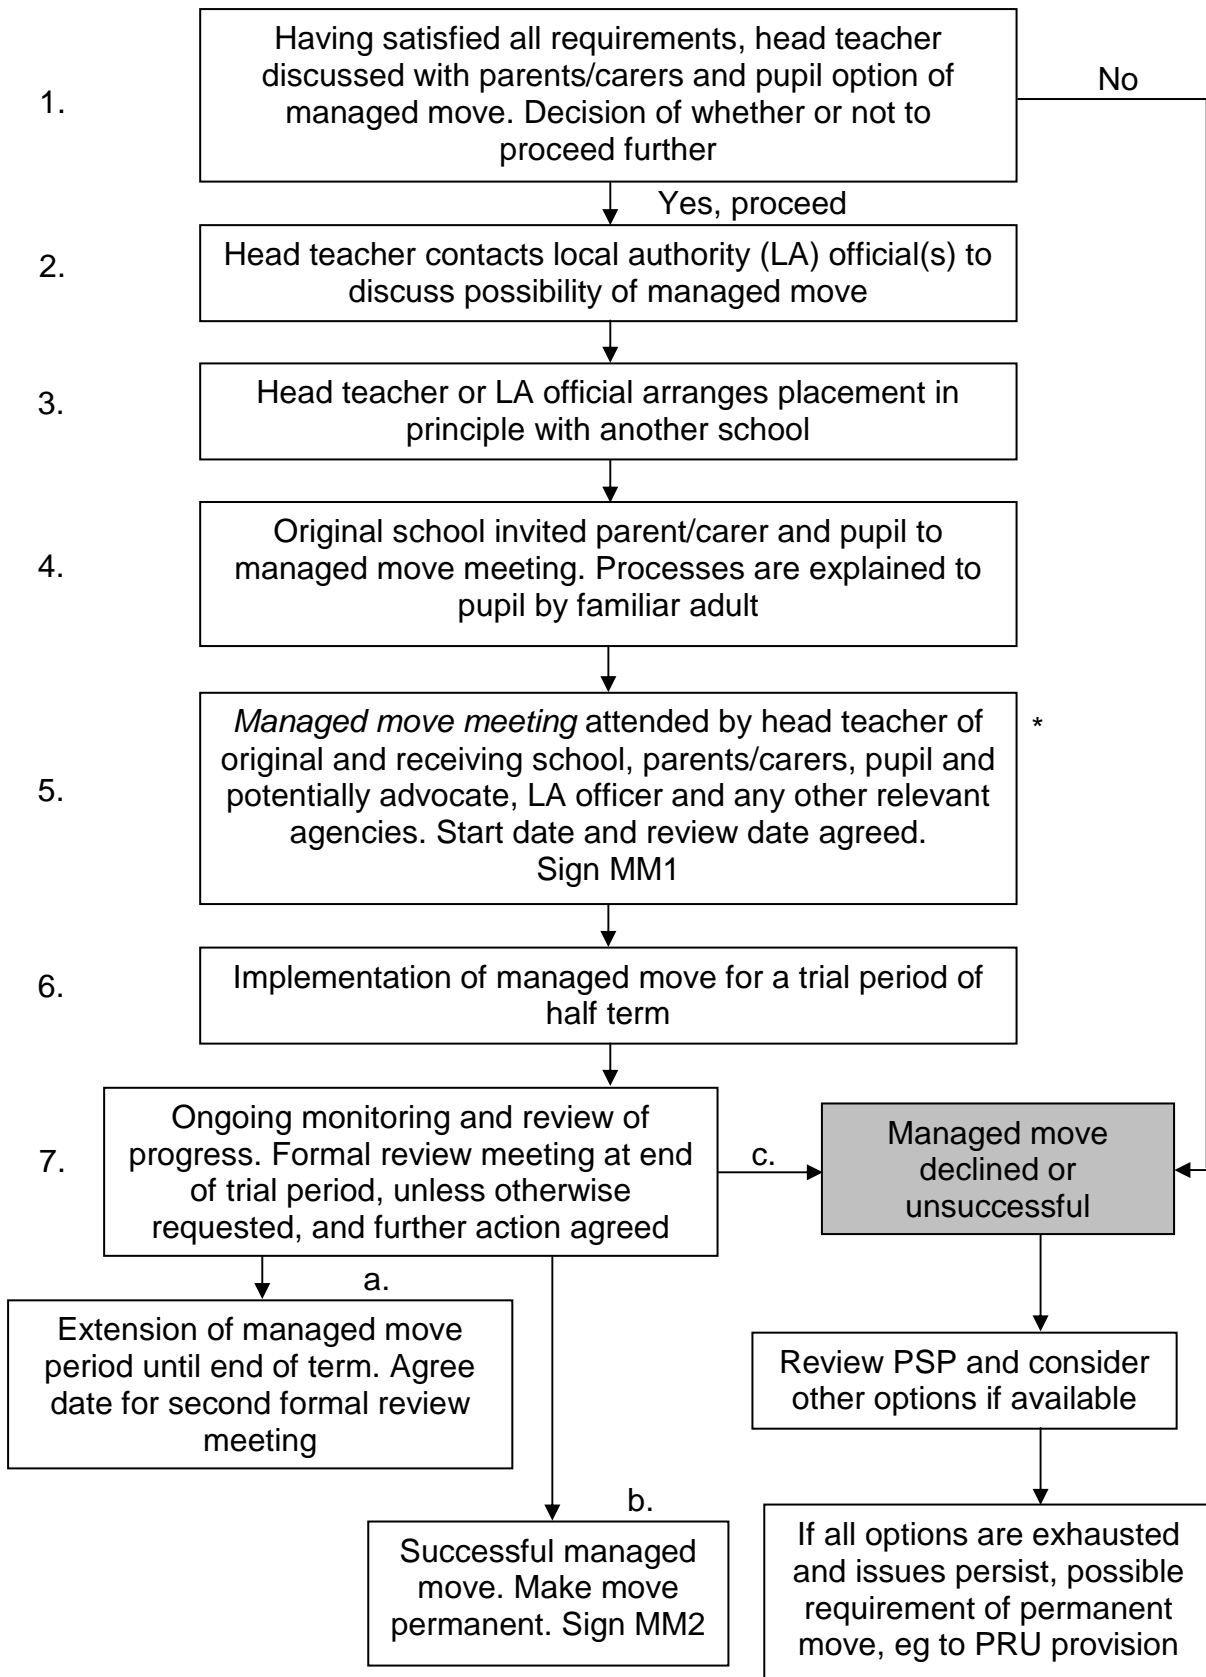 Having satisfied all requirements, head teacher
discussed with parents/carers and pupil option of
managed move. Decision of whether or not to
proceed further
1.
No
Yes, proceed
2.
Head teacher contacts local authority (LA) official(s) to
discuss possibility of managed move
3.
Head teacher or LA official arranges placement in
principle with another school
4.
Original school invited parent/carer and pupil to
managed move meeting. Processes are explained to
pupil by familiar adult
5.
Managed move meeting attended by head teacher of
original and receiving school, parents/carers, pupil and
potentially advocate, LA officer and any other relevant
agencies. Start date and review date agreed.
Sign MM1
*
6.
Implementation of managed move for a trial period of
half term
7.
Ongoing monitoring and review of
progress. Formal review meeting at end
of trial period, unless otherwise
requested, and further action agreed
c.
Managed move
declined or
unsuccessful
a.
Extension of managed move
period until end of term. Agree
date for second formal review
meeting
Review PSP and consider
other options if available
b.
Successful managed
move. Make move
permanent. Sign MM2
If all options are exhausted
and issues persist, possible
requirement of permanent
move, eg to PRU provision